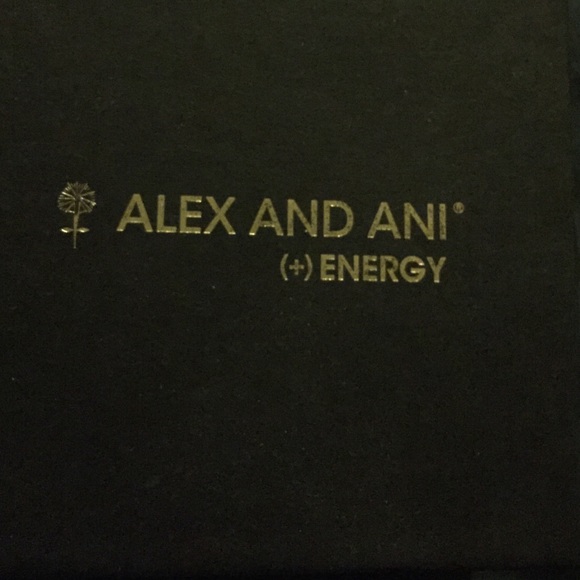 ALEX AND ANI®
(+) ENERGY